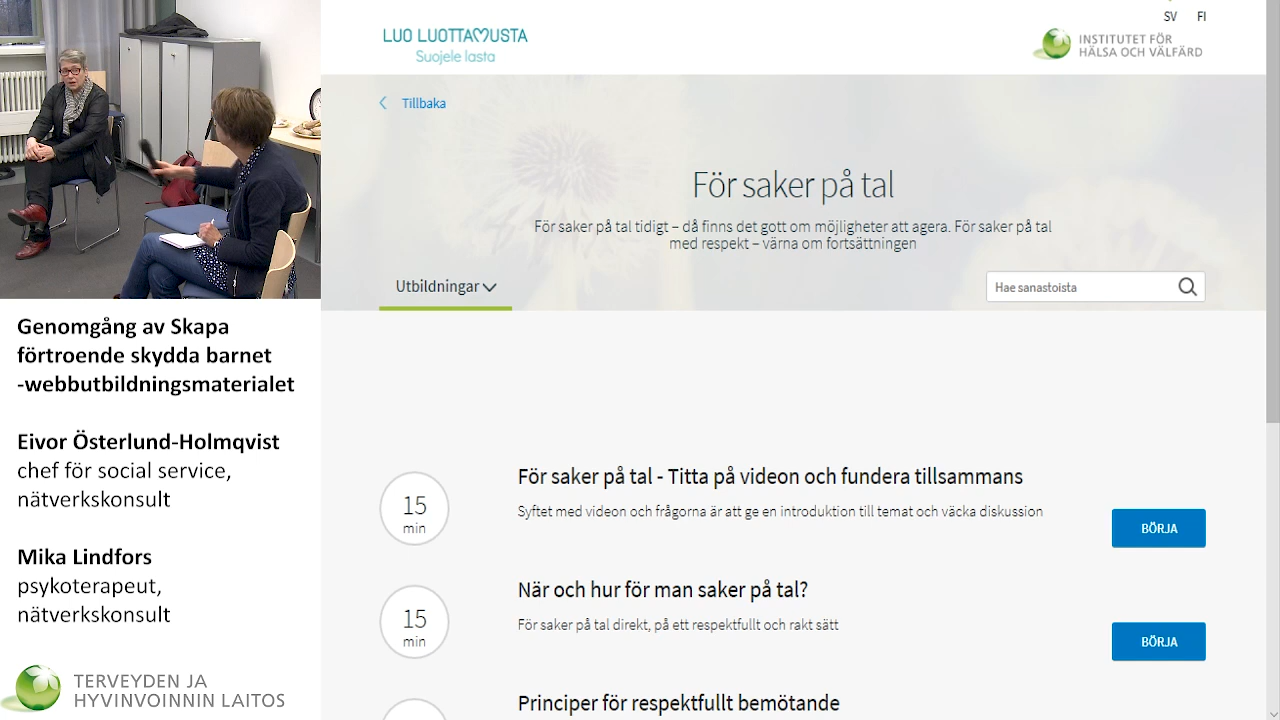 Genomgång av Skapa
förtroende skydda barnet
-webbutbildningsmaterialet
Eivor Österlund-Holmqvist
chef för social service,
nätverkskonsult
Mika Lindfors
psykoterapeut,
nätverkskonsult
TERVEYDEN JA
HYVINVOINNIN LAITOS
SV FI
LUO LUOTTAMUSTA
Suojele lasta
INSTITUTET FÖR
HÄLSA OCH VÄLFÄRD
Tillbaka
För saker på tal
För saker på tal tidigt – då finns det gott om möjligheter att agera. För saker på tal
med respekt – värna om fortsättningen
Utbildningar
Hae sanastoista
15
min
För saker på tal - Titta på videon och fundera tillsammans
Syftet med videon och frågorna är att ge en introduktion till temat och väcka diskussion
BÖRJA
15
min
När och hur för man saker på tal?
För saker på tal direkt, på ett respektfullt och rakt sätt
BÖRJA
Principer för respektfullt bemötande